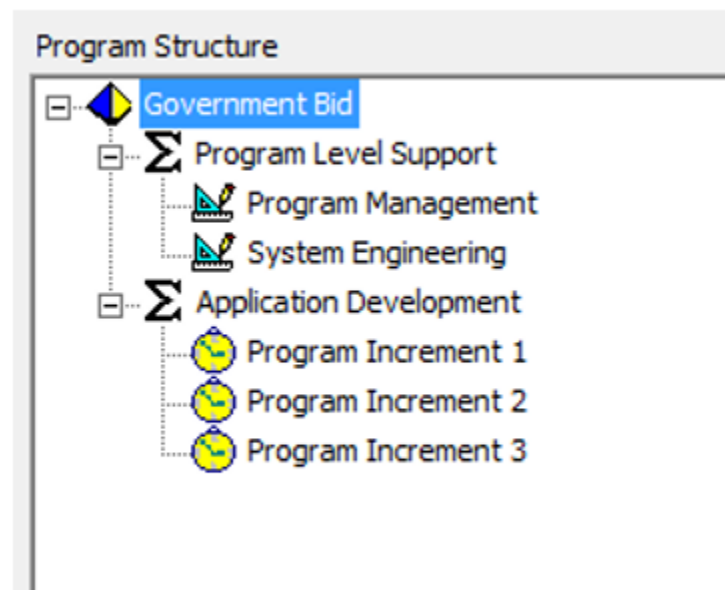 Program Structure
Government Bid
Program Level Support
Program Management
System Engineering
Application Development
Program Increment 1
Program Increment 2
Program Increment 3